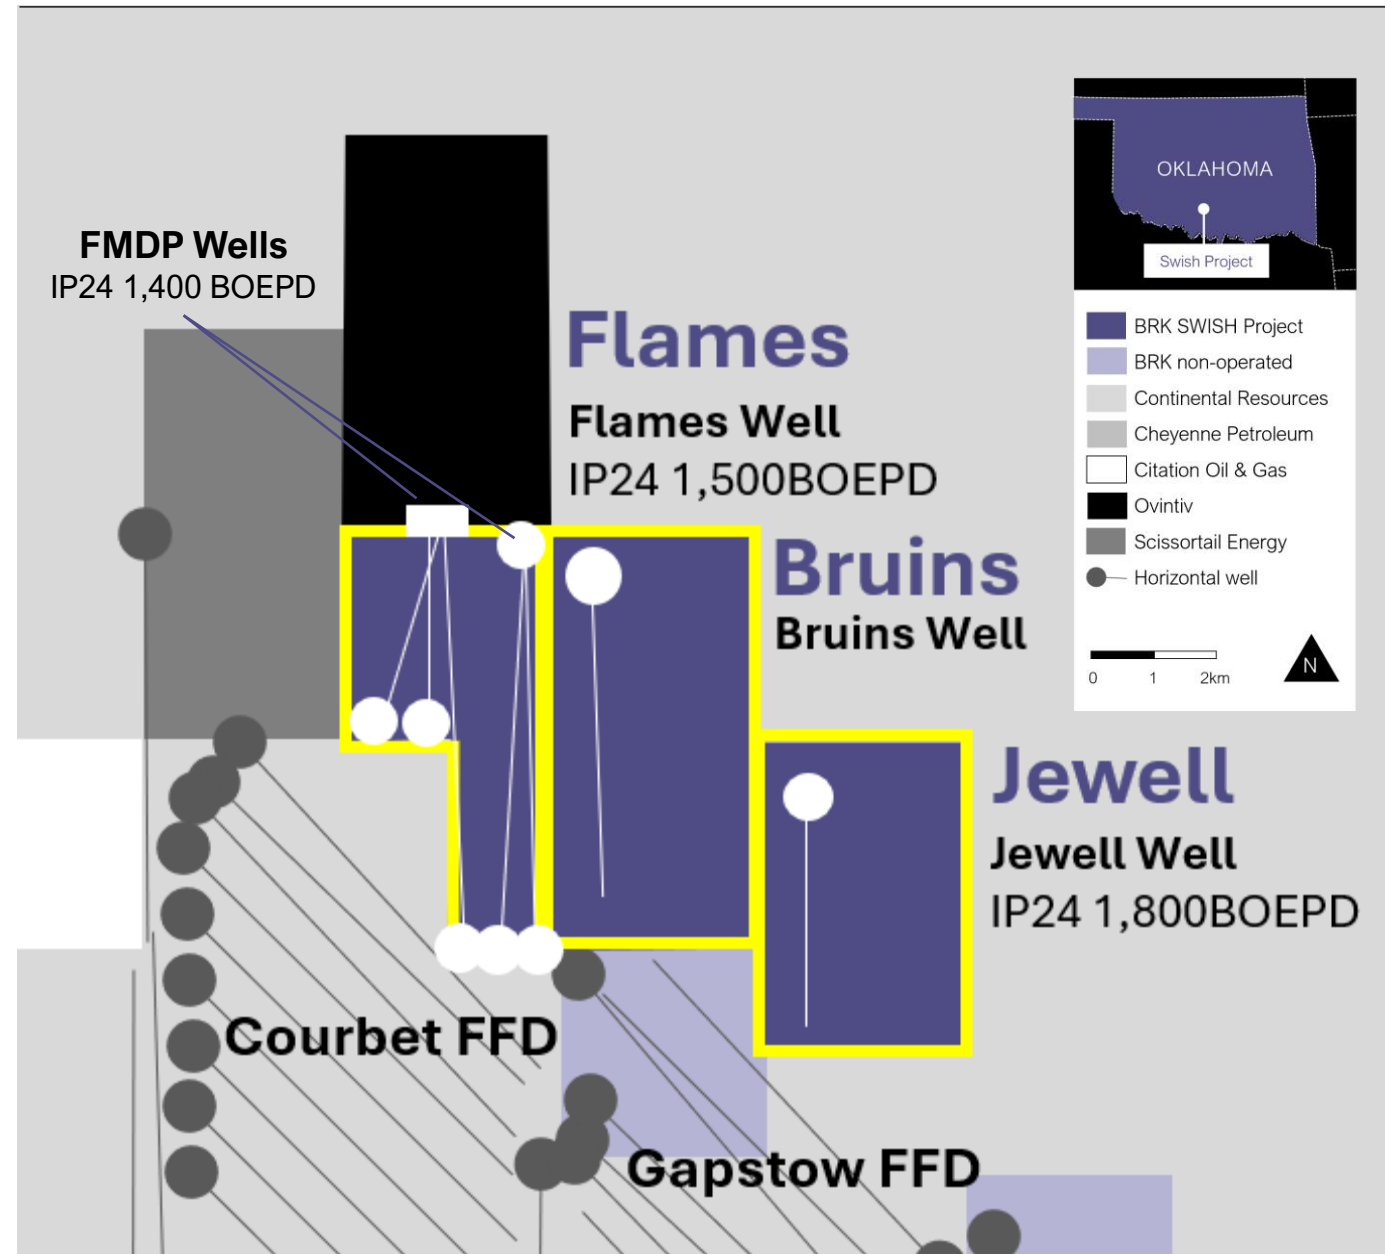 FMDP Wells
IP24 1,400 BOEPD
Flames
Flames Well
IP24 1,500BOEPD
Bruins
Bruins Well
Jewell
Jewell Well
IP24 1,800BOEPD
Courbet FFD
Gapstow FFD
OKLAHOMA
Swish Project
BRK SWISH Project
BRK non-operated
Continental Resources
Cheyenne Petroleum
Citation Oil & Gas
Ovintiv
Scissortail Energy
Horizontal well
0 1 2km
N